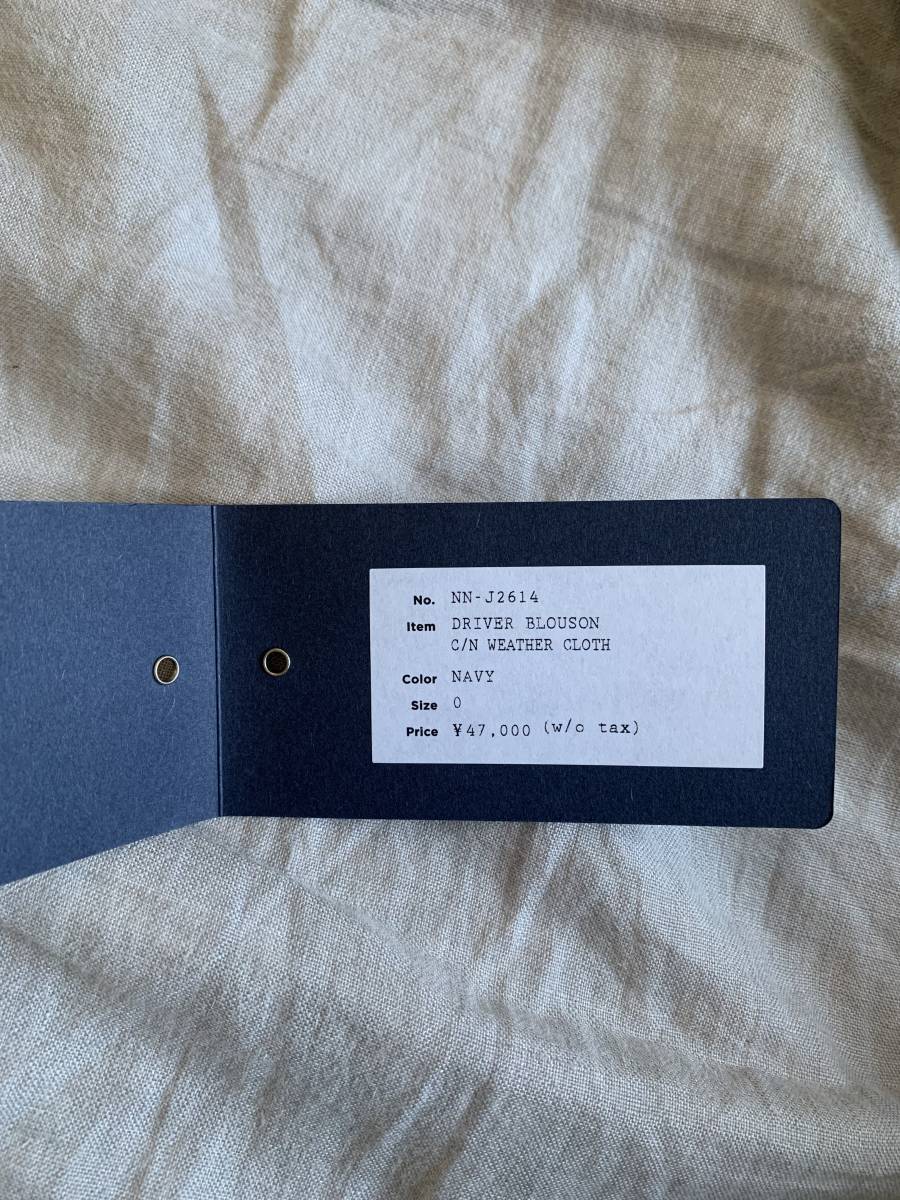 No. NN-J2614
Item DRIVER BLOUSON
C/N WEATHER CLOTH
Color NAVY
Size 0
Price ¥47,000 (w/o tax)